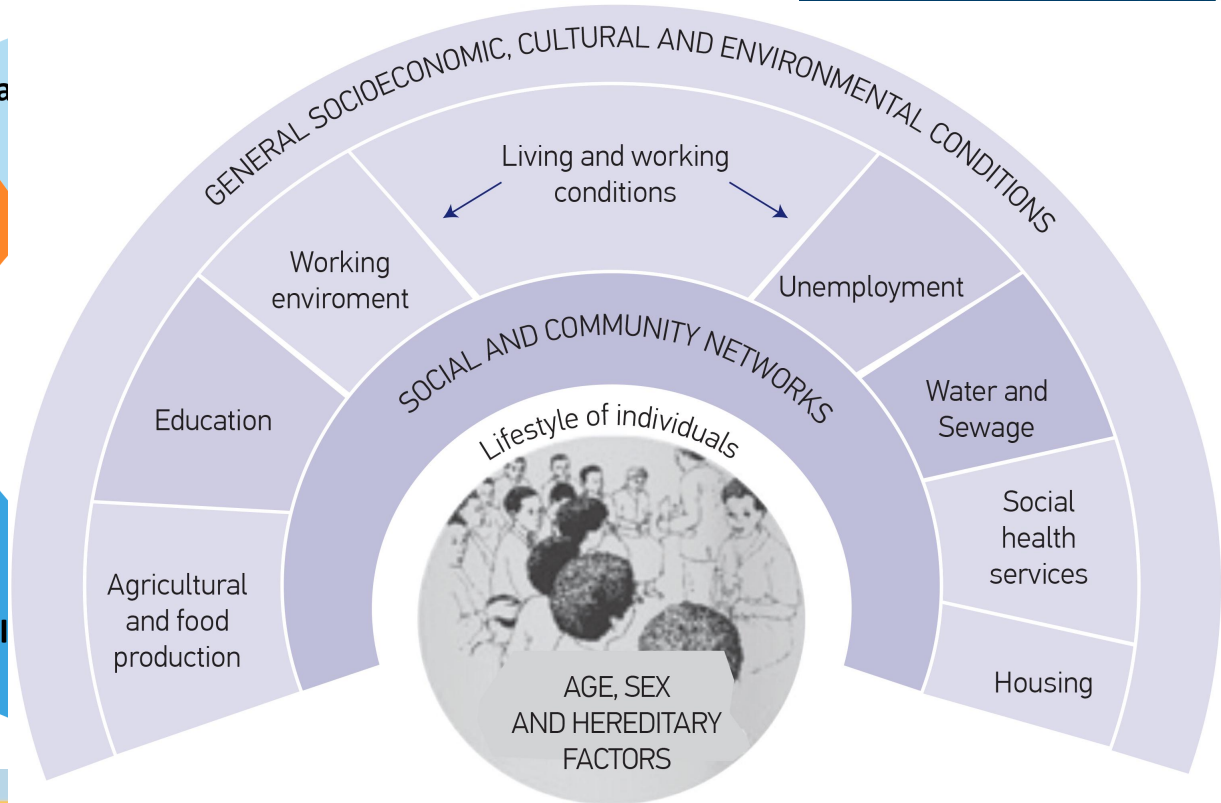 GENERAL SOCIOECONOMIC, CULTURAL AND ENVIRONMENTAL CONDITIONS
Living and working
conditions
Working
enviroment
Unemployment
Education
Water and
Sewage
Agricultural
and food
production
Social
health
services
Housing
SOCIAL AND COMMUNITY NETWORKS
Lifestyle of individuals
AGE, SEX
AND HEREDITARY
FACTORS